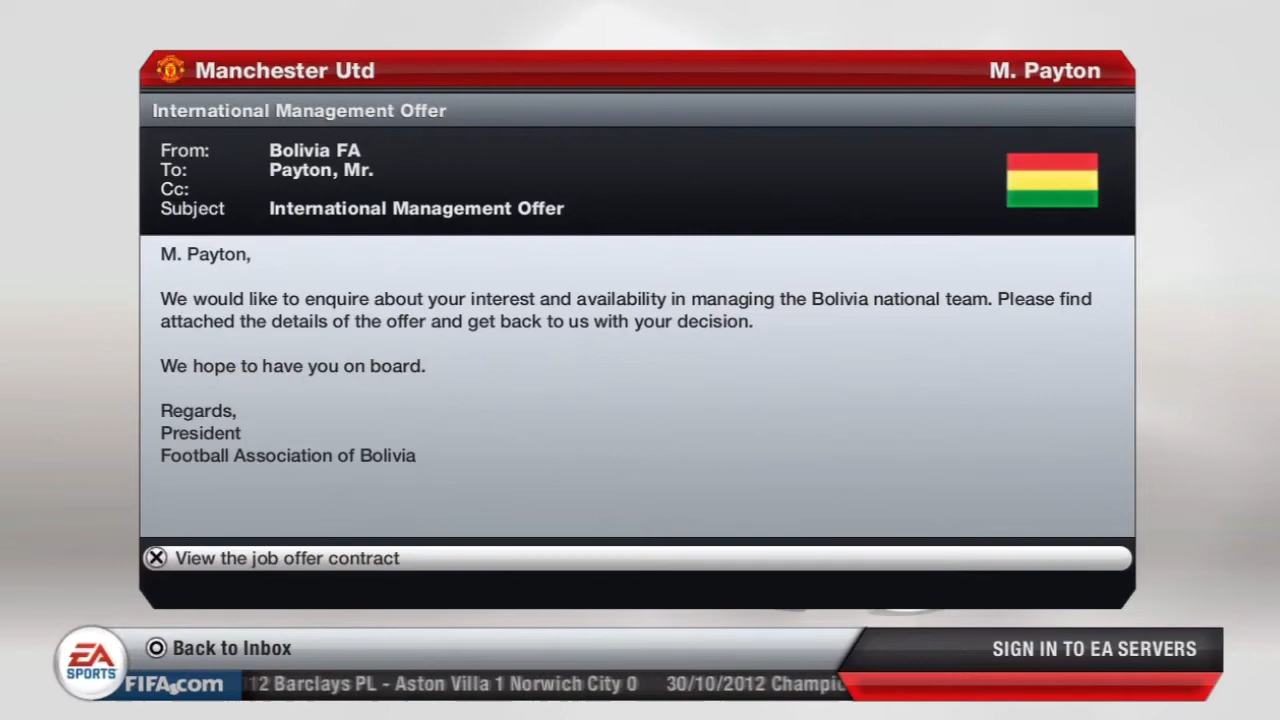 Manchester Utd
M. Payton
International Management Offer
From: Bolivia FA
To: Payton, Mr.
Cc:
Subject International Management Offer
M. Payton,
We would like to enquire about your interest and availability in managing the Bolivia national team. Please find
attached the details of the offer and get back to us with your decision.
We hope to have you on board.
Regards,
President
Football Association of Bolivia
View the job offer contract
Back to Inbox
SIGN IN TO EA SERVERS
EA
SPORTS
FIFA.com
12 Barclays PL - Aston Villa 1 Norwich City 0 30/10/2012